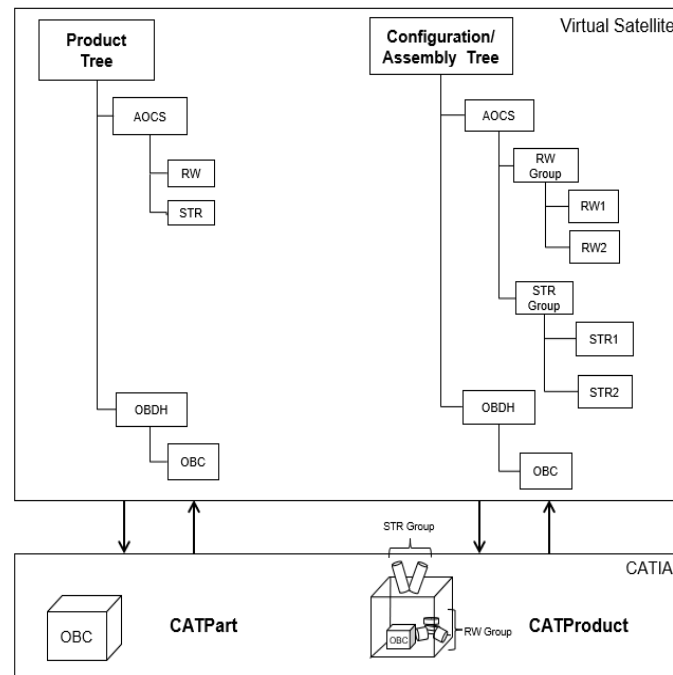 Virtual Satellite
Product
Tree
AOCS
RW
STR
OBDH
OBC
Configuration/
Assembly Tree
AOCS
RW
Group
RW1
RW2
STR
Group
STR1
STR2
OBDH
OBC
CATIA
OBC
CATPart
STR Group
OBC
RW Group
CATProduct